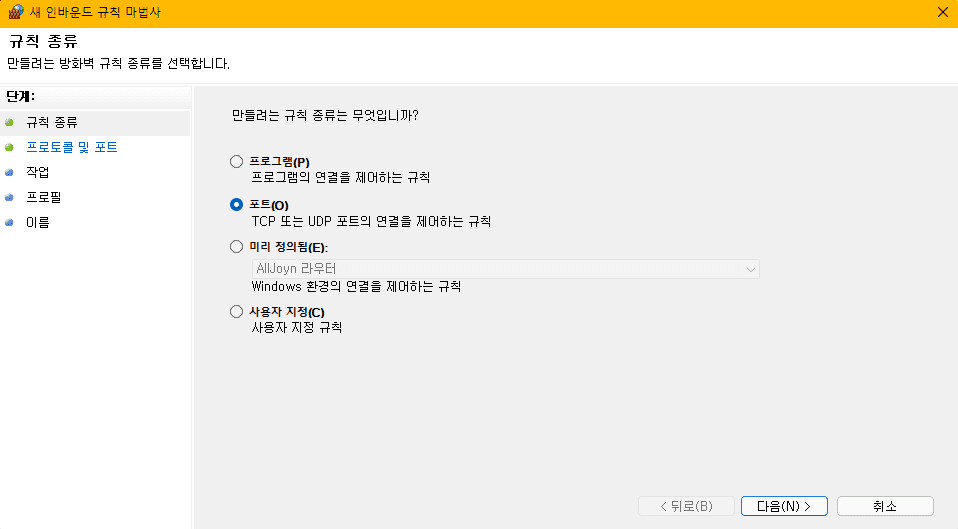 새 인바운드 규칙 마법사
규칙 종류
만들려는 방화벽 규칙 종류를 선택합니다.
단계:
규칙 종류
프로토콜 및 포트
작업
프로필
이름
만들려는 규칙 종류는 무엇입니까?
프로그램(P)
프로그램의 연결을 제어하는 규칙
포트(O)
TCP 또는 UDP 포트의 연결을 제어하는 규칙
미리 정의됨(E):
AllJoyn 라우터
Windows 환경의 연결을 제어하는 규칙
사용자 지정(C)
사용자 지정 규칙
< 뒤로(B) 다음(N) > 취소